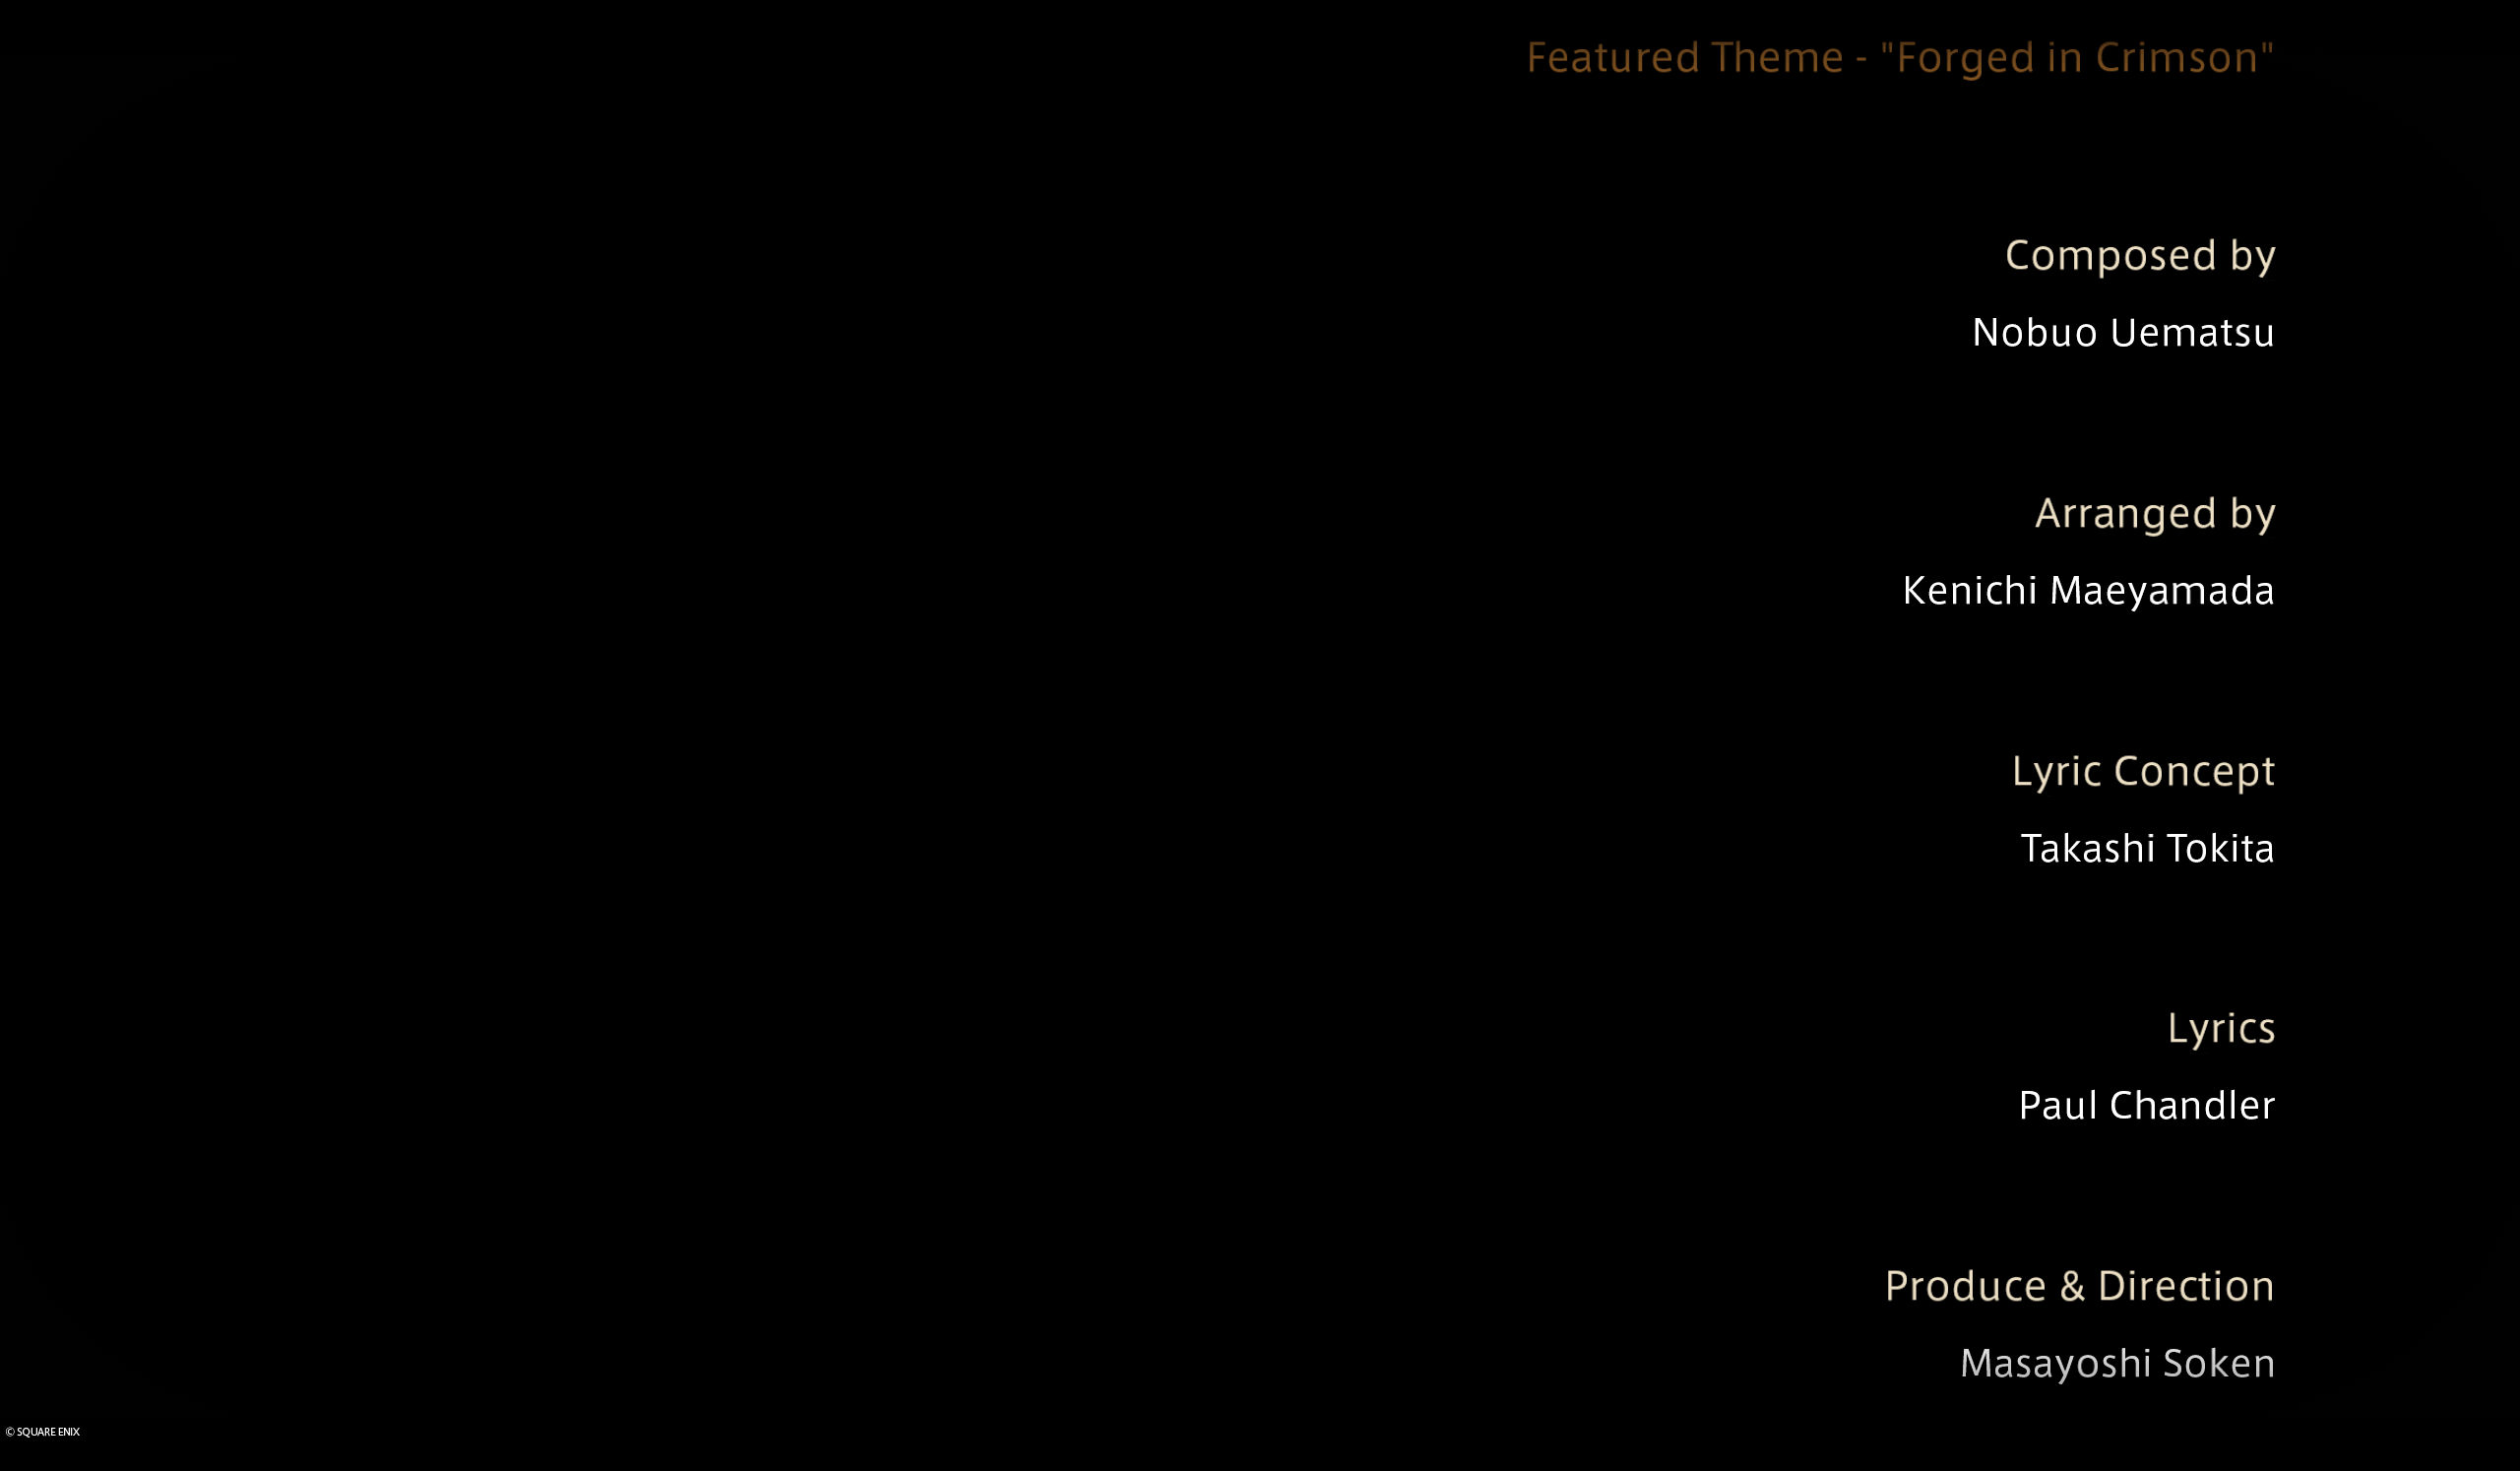 Featured Theme - "Forged in Crimson"
Composed by
Nobuo Uematsu
Arranged by
Kenichi Maeyamada
Lyric Concept
Takashi Tokita
Lyrics
Paul Chandler
Produce & Direction
Masayoshi Soken
© SQUARE ENIX